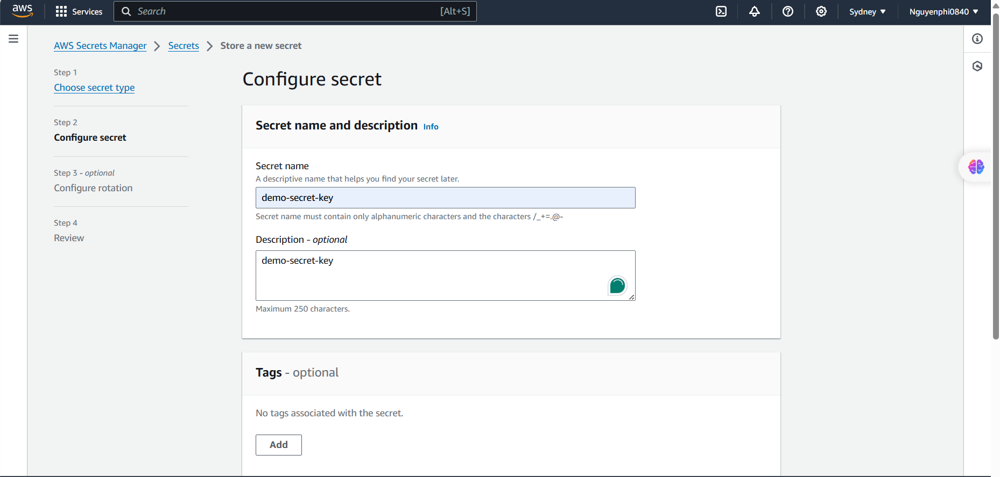 aws
Services
Search [Alt+S]
Sydney ▼
Nguyenphi0840 ▼
AWS Secrets Manager > Secrets > Store a new secret
Step 1
Choose secret type
Step 2
Configure secret
Step 3 - optional
Configure rotation
Step 4
Review
Configure secret
Secret name and description Info
Secret name
A descriptive name that helps you find your secret later.
demo-secret-key
Secret name must contain only alphanumeric characters and the characters /_+=.@-
Description - optional
demo-secret-key
Maximum 250 characters.
Tags - optional
No tags associated with the secret.
Add